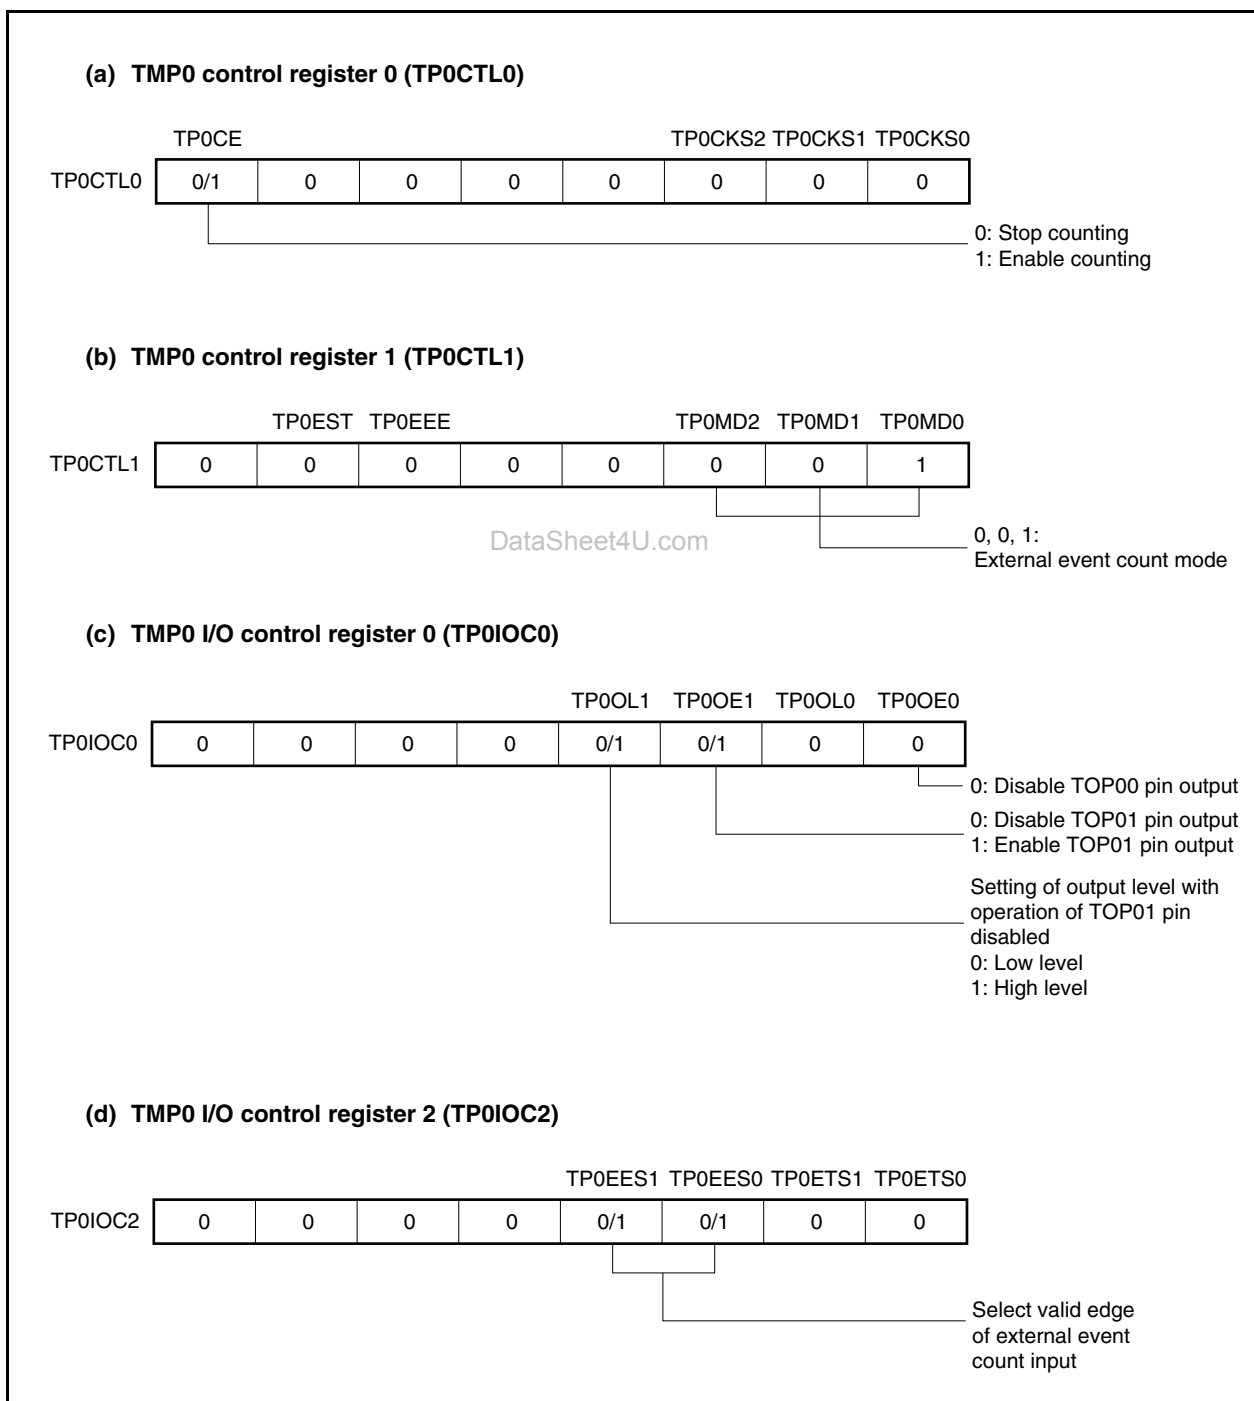 (a) TMP0 control register 0 (TP0CTL0)
TP0CE TP0CKS2 TP0CKS1 TP0CKS0
TP0CTL0 0/1 0 0 0 0 0 0 0
0: Stop counting
1: Enable counting
(b) TMP0 control register 1 (TP0CTL1)
TP0EST TP0EEE TP0MD2 TP0MD1 TP0MD0
TP0CTL1 0 0 0 0 0 0 0 1
DataSheet4U.com
0, 0, 1:
External event count mode
(c) TMP0 I/O control register 0 (TP0IOC0)
TP0OL1 TP0OE1 TP0OL0 TP0OE0
TP0IOC0 0 0 0 0 0/1 0/1 0 0
0: Disable TOP00 pin output
0: Disable TOP01 pin output
1: Enable TOP01 pin output
Setting of output level with
operation of TOP01 pin
disabled
0: Low level
1: High level
(d) TMP0 I/O control register 2 (TP0IOC2)
TP0EES1 TP0EES0 TP0ETS1 TP0ETS0
TP0IOC2 0 0 0 0 0/1 0/1 0 0
Select valid edge
of external event
count input